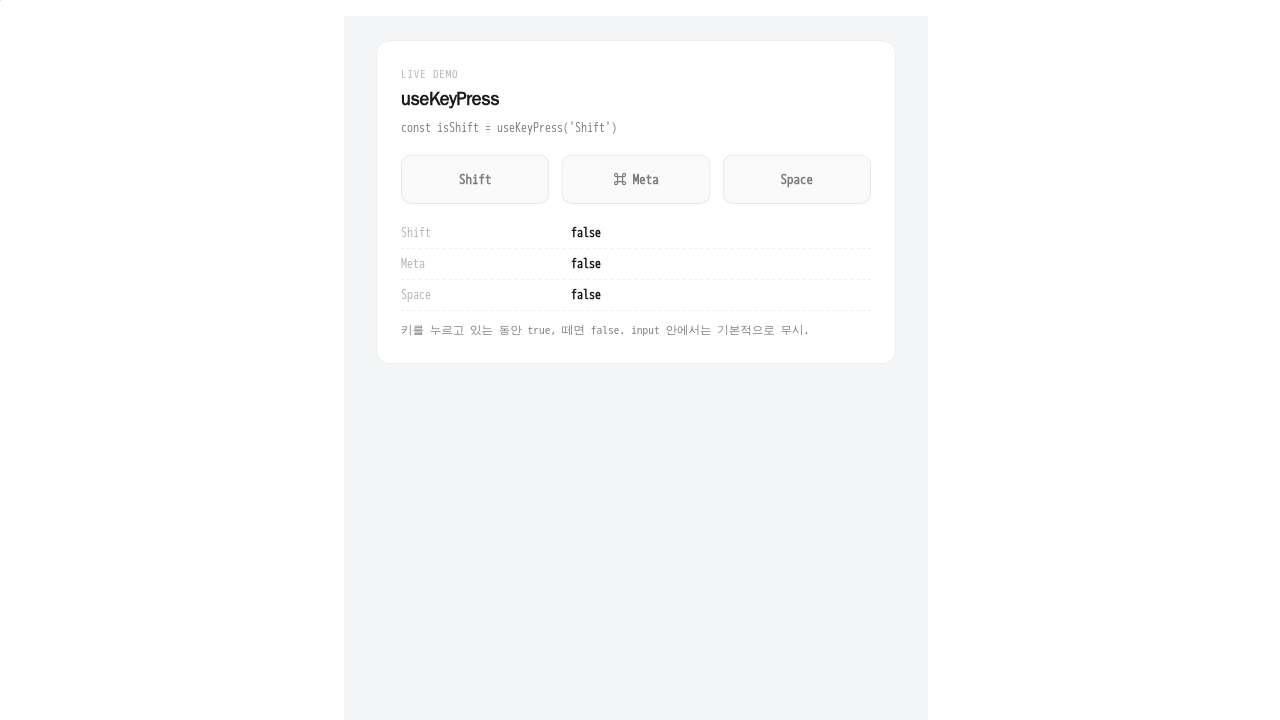 LIVE DEMO
useKeyPress
const isShift = useKeyPress('Shift')
Shift
⌘ Meta
Space
Shift false
Meta false
Space false
키를 누르고 있는 동안 true, 떼면 false. input 안에서는 기본적으로 무시.